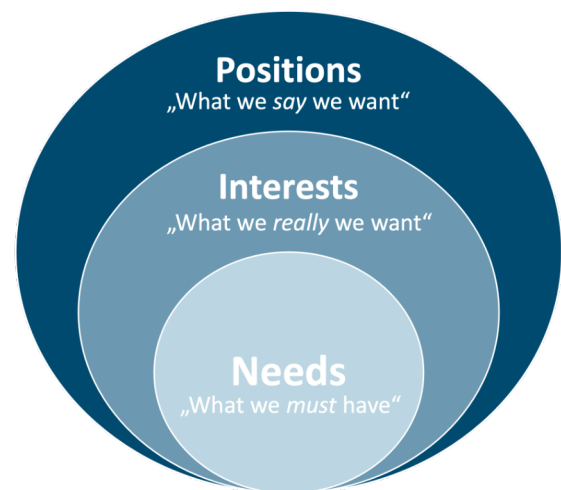 Positions
„What we say we want“
Interests
„What we really we want“
Needs
„What we must have“